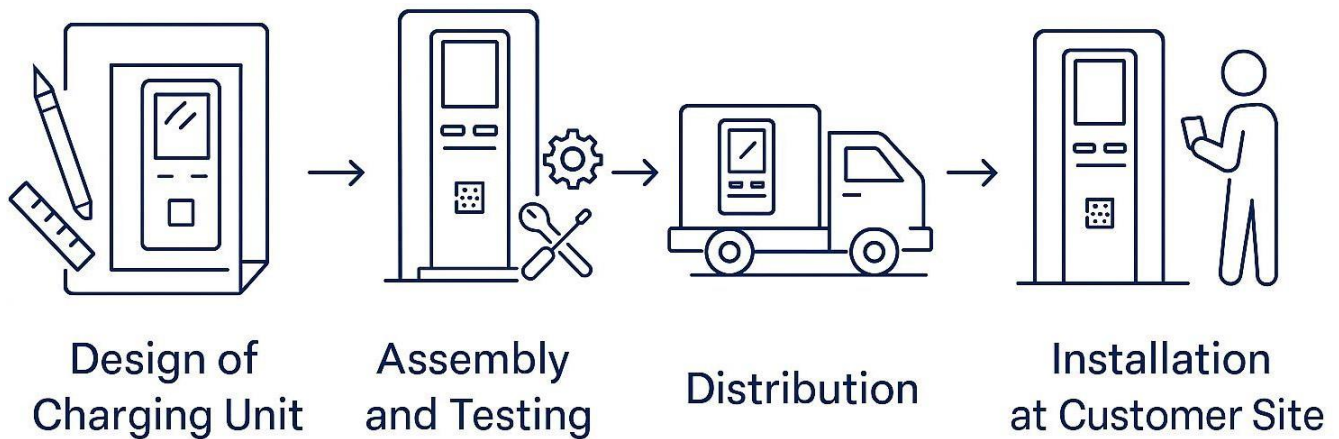 Design of
Charging Unit
Assembly
and Testing
Distribution
Installation
at Customer Site